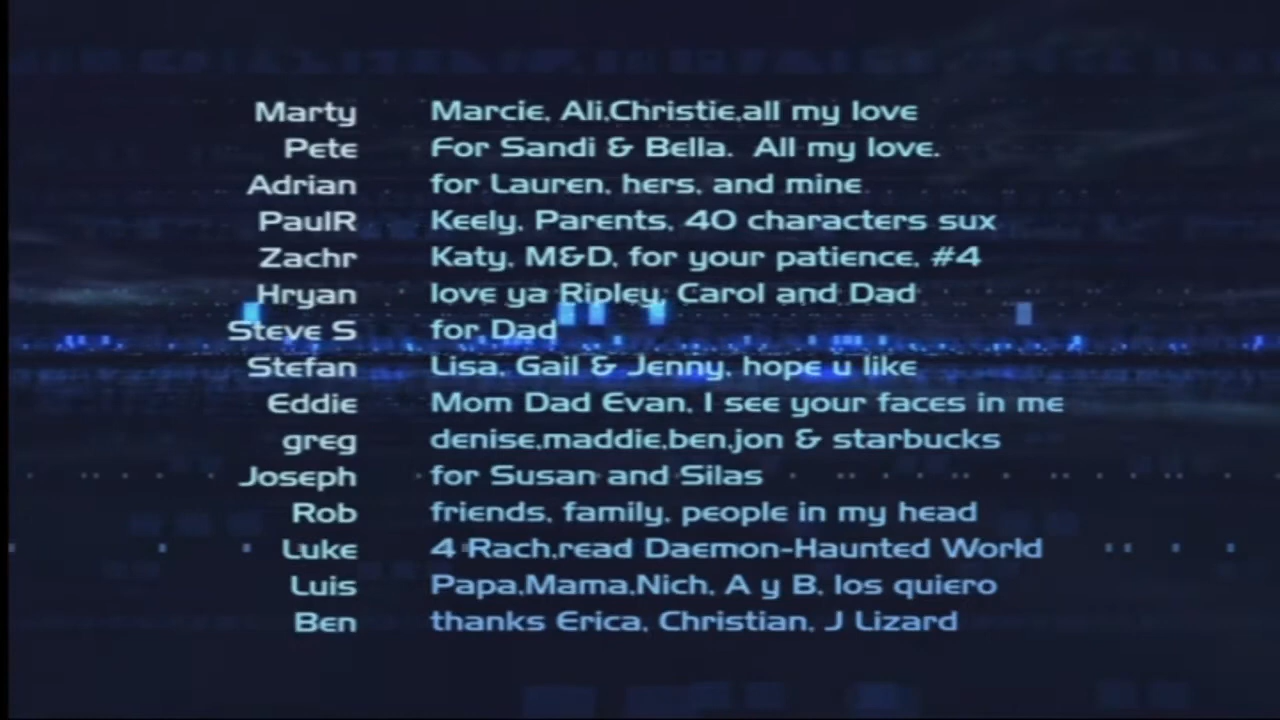 Marty Marcie, Ali,Christie,all my love
Pete For Sandi & Bella.  All my love.
Adrian for Lauren, hers, and mine
PaulR Keely, Parents, 40 characters sux
Zachr Katy, M&D, for your patience, #4
Hryan love ya Ripley, Carol and Dad
Steve S for Dad
Stefan Lisa, Gail & Jenny, hope u like
Eddie Mom Dad Evan, I see your faces in me
greg denise,maddie,ben,jon & starbucks
Joseph for Susan and Silas
Rob friends, family, people in my head
Luke 4 Rach,read Daemon-Haunted World
Luis Papa,Mama,Nich, A y B, los quiero
Ben thanks Erica, Christian, J Lizard